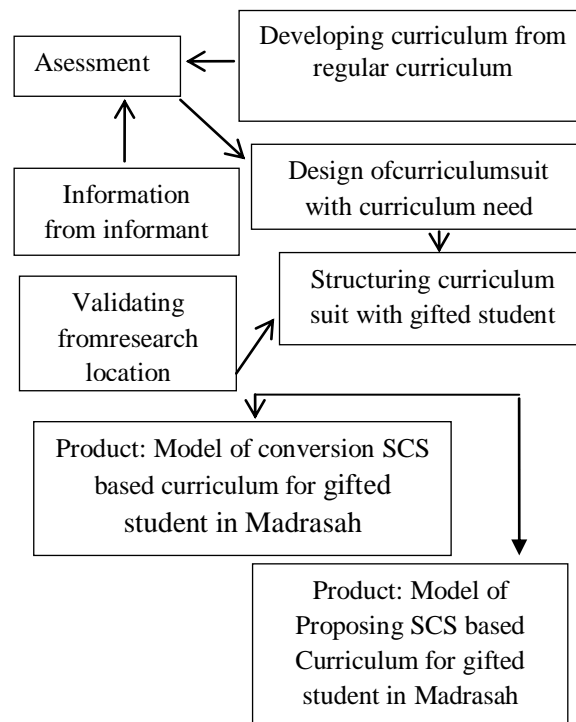 Developing curriculum from
regular curriculum
Asessment
Information
from informant
Design ofcurriculumsuit
with curriculum need
Structuring curriculum
suit with gifted student
Validating
fromresearch
location
Product: Model of conversion SCS
based curriculum for gifted
student in Madrasah
Product: Model of
Proposing SCS based
Curriculum for gifted
student in Madrasah